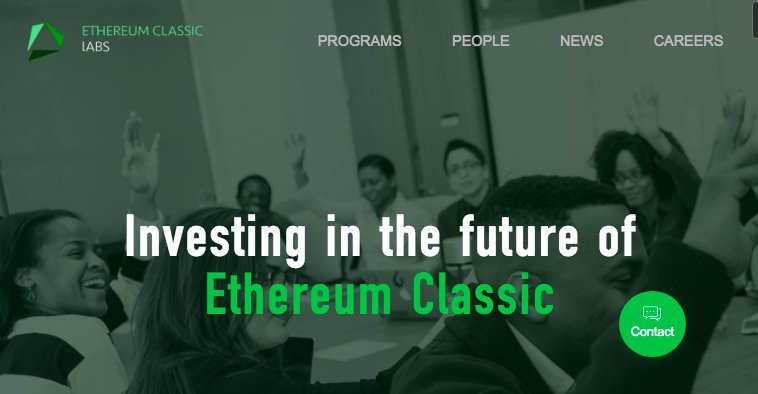 ETHEREUM CLASSIC
LABS
PROGRAMS PEOPLE NEWS CAREERS
Investing in the future of
Ethereum Classic
Contact